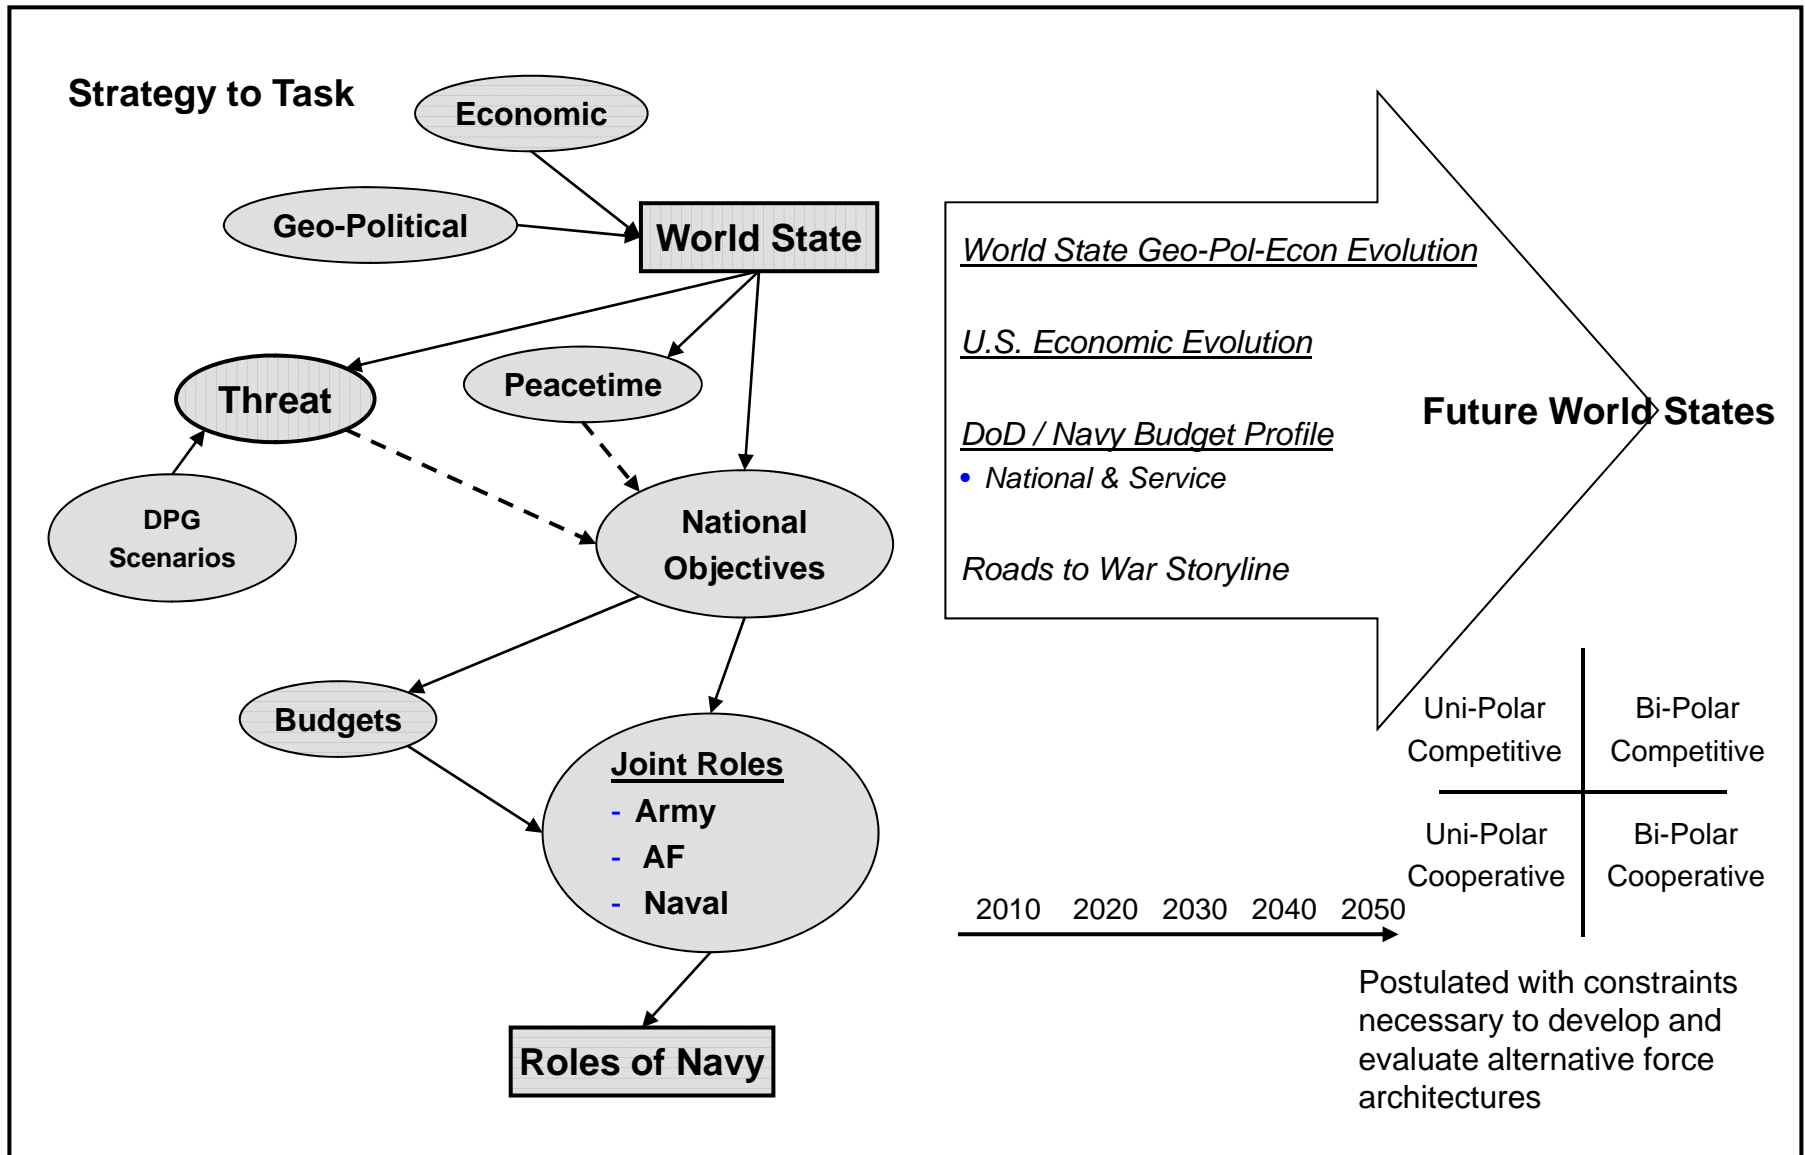 Strategy to Task
Economic
Geo-Political
World State
Threat
Peacetime
DPG
Scenarios
National
Objectives
Budgets
Joint Roles
- Army
- AF
- Naval
Roles of Navy
World State Geo-Pol-Econ Evolution
U.S. Economic Evolution
DoD / Navy Budget Profile
• National & Service
Roads to War Storyline
Future World States
Uni-Polar
Competitive
Bi-Polar
Competitive
Uni-Polar
Cooperative
Bi-Polar
Cooperative
2010 2020 2030 2040 2050
Postulated with constraints
necessary to develop and
evaluate alternative force
architectures